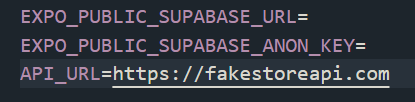 EXPO_PUBLIC_SUPABASE_URL=
EXPO_PUBLIC_SUPABASE_ANON_KEY=
API_URL=https://fakestoreapi.com